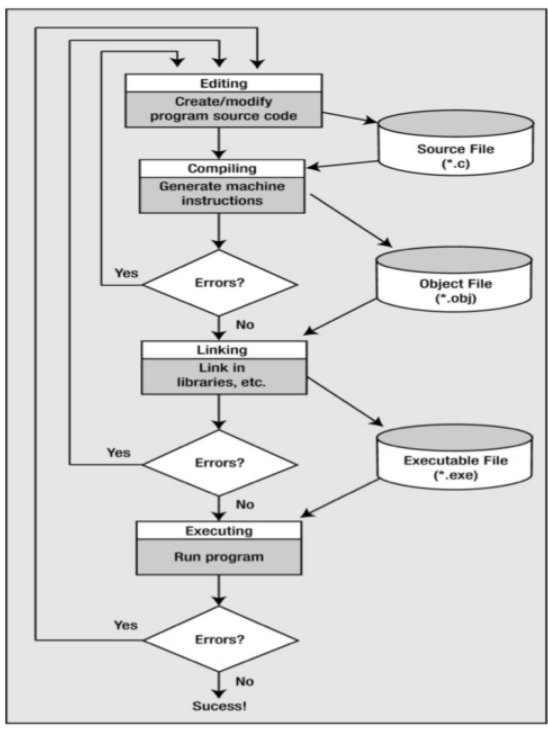 Editing
Create/modify
program source code
Source File
(*.c)
Compiling
Generate machine
instructions
Yes
Errors?
Object File
(*.obj)
No
Linking
Link in
libraries, etc.
Yes
Errors?
Executable File
(*.exe)
No
Executing
Run program
Yes
Errors?
No
Sucess!